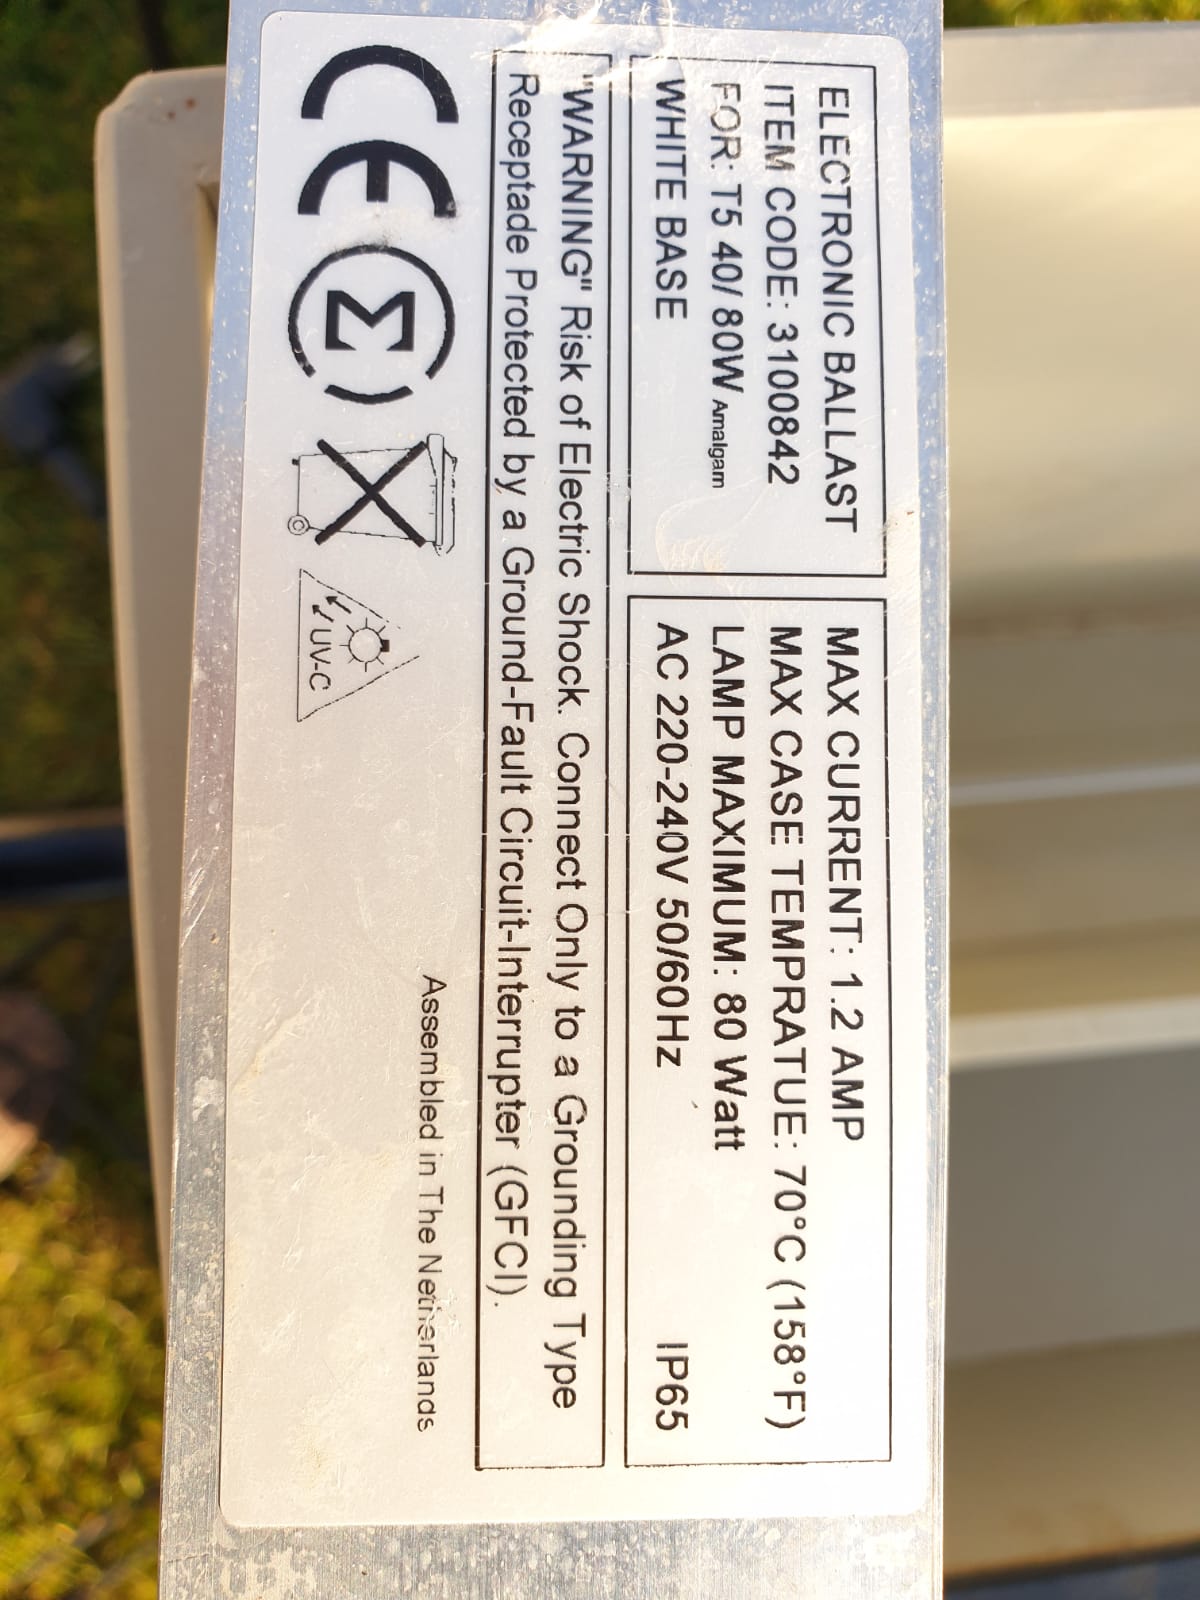 ELECTRONIC BALLAST
ITEM CODE: 3100842
FOR: T5 40/ 80W Amalgam
WHITE BASE
MAX CURRENT: 1.2 AMP
MAX CASE TEMPRATUE: 70°C (158°F)
LAMP MAXIMUM: 80 Watt
AC 220-240V 50/60Hz IP65
"WARNING" Risk of Electric Shock. Connect Only to a Grounding Type
Receptade Protected by a Ground-Fault Circuit-Interrupter (GFCI).
CE
UV-C
Assembled in The Netherlands